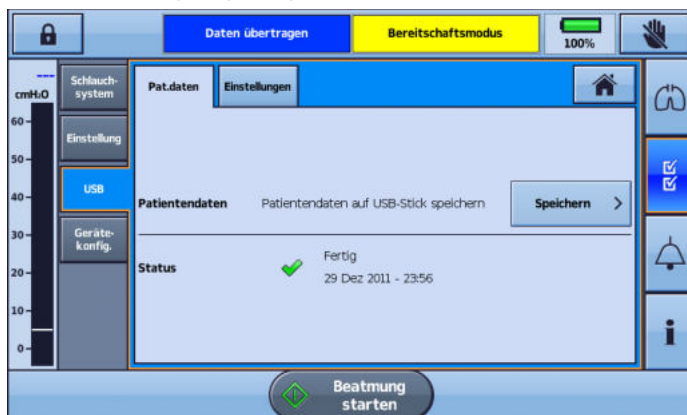 Daten übertragen
Bereitschaftsmodus
100%
---
cmH₂O
60
50
40
30
20
10
0
Schlauch-
system
Einstellung
USB
Geräte-
konfig.
Pat.daten
Einstellungen
Patientendaten
Patientendaten auf USB-Stick speichern
Speichern >
Status
Fertig
29 Dez 2011 - 23:56
i
Beatmung
starten